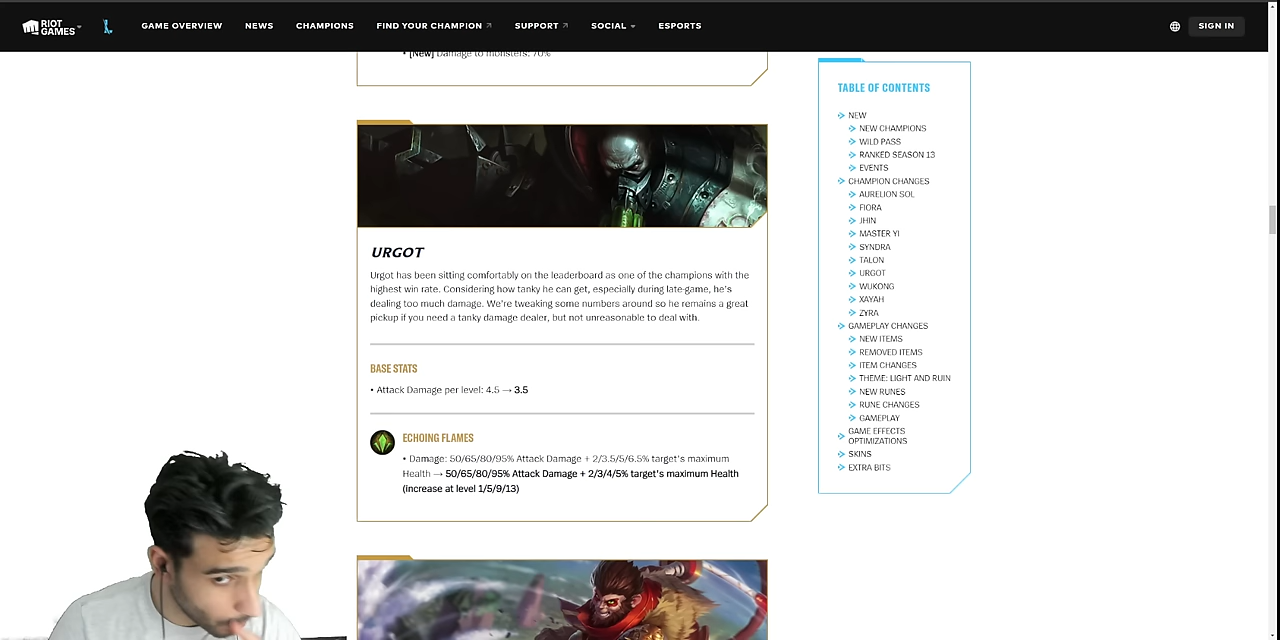 RIOT GAMES
GAME OVERVIEW
NEWS
CHAMPIONS
FIND YOUR CHAMPION
SUPPORT
SOCIAL
ESPORTS
SIGN IN
• [New] Damage to monsters: 70%
URGOT
Urgot has been sitting comfortably on the leaderboard as one of the champions with the
highest win rate. Considering how tanky he can get, especially during late-game, he's
dealing too much damage. We're tweaking some numbers around so he remains a great
pickup if you need a tanky damage dealer, but not unreasonable to deal with.
BASE STATS
• Attack Damage per level: 4.5 → 3.5
ECHOING FLAMES
• Damage: 50/65/80/95% Attack Damage + 2/3.5/5/6.5% target's maximum
Health → 50/65/80/95% Attack Damage + 2/3/4/5% target's maximum Health
(increase at level 1/5/9/13)
TABLE OF CONTENTS
NEW
NEW CHAMPIONS
WILD PASS
RANKED SEASON 13
EVENTS
CHAMPION CHANGES
AURELION SOL
FIORA
JHIN
MASTER YI
SYNDRA
TALON
URGOT
WUKONG
XAYAH
ZYRA
GAMEPLAY CHANGES
NEW ITEMS
REMOVED ITEMS
ITEM CHANGES
THEME: LIGHT AND RUIN
NEW RUNES
RUNE CHANGES
GAMEPLAY
GAME EFFECTS
OPTIMIZATIONS
SKINS
EXTRA BITS